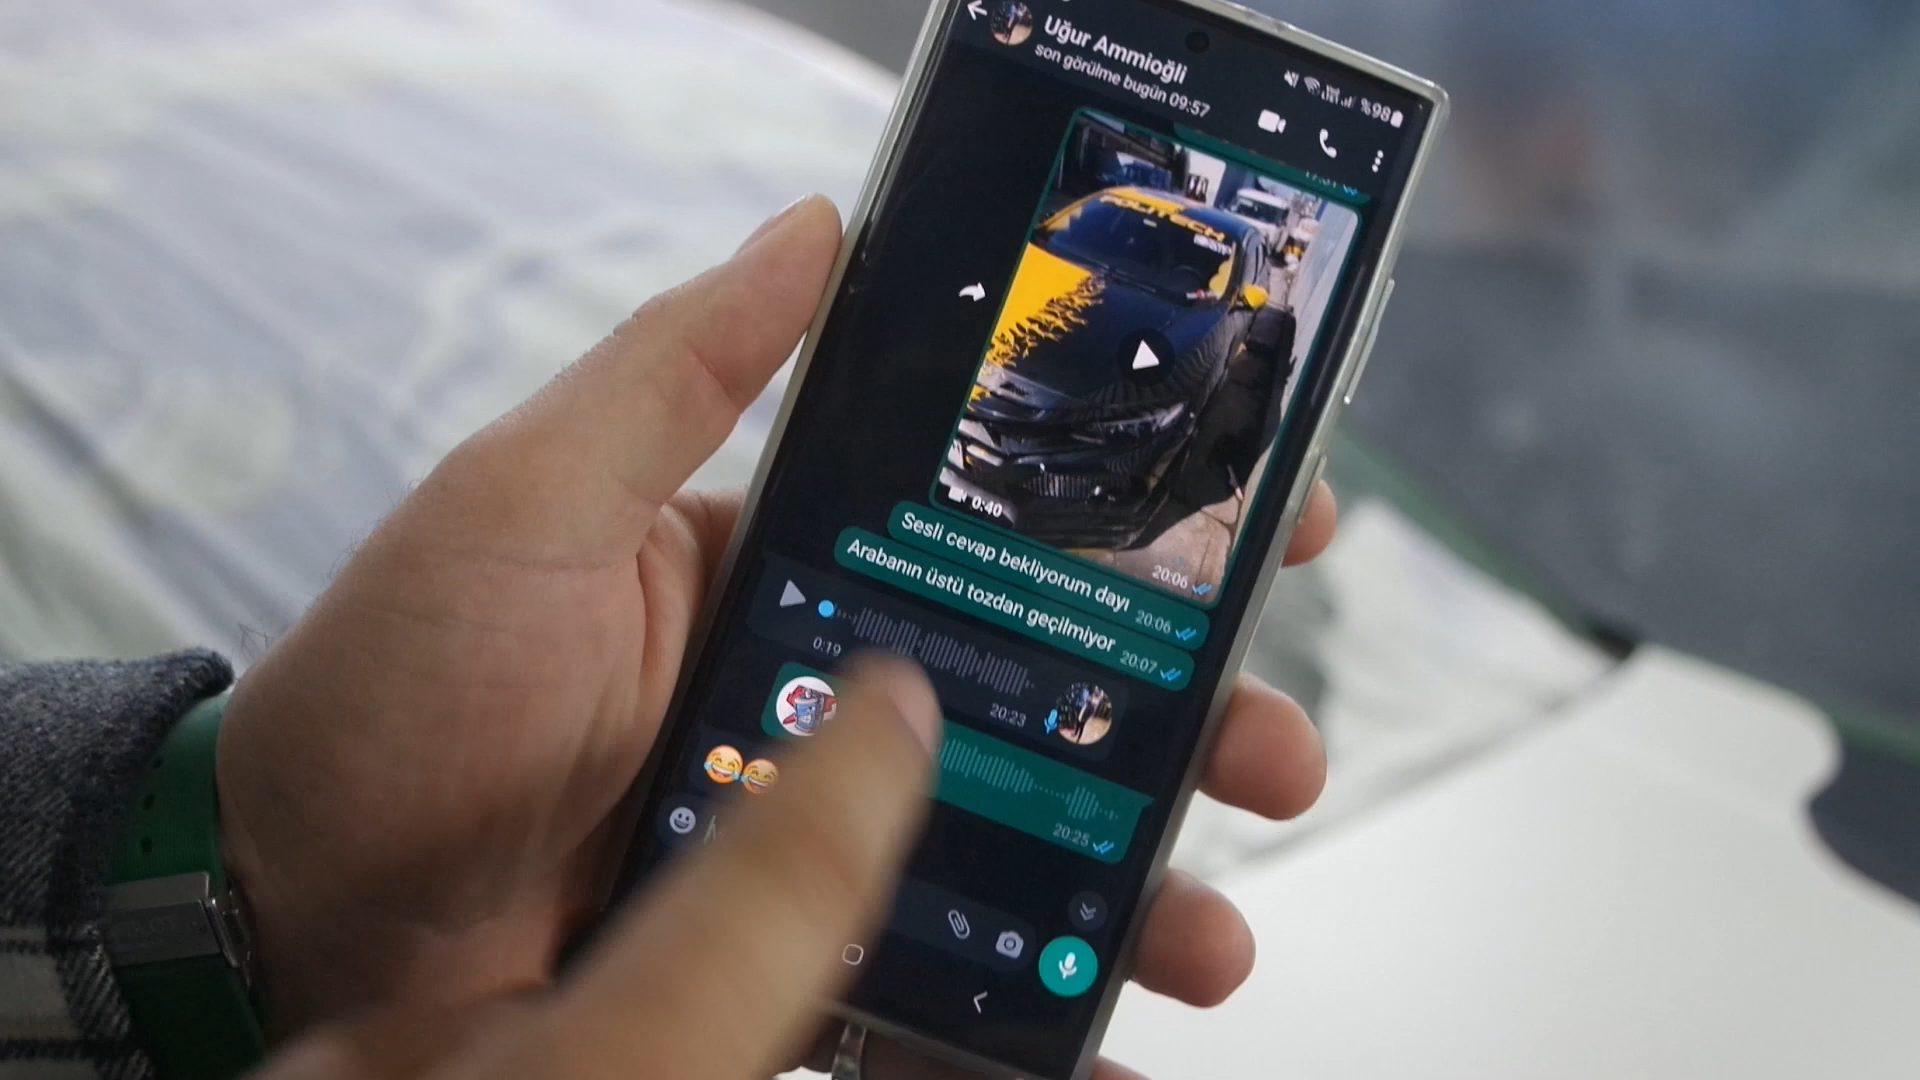 Uğur Ammioğli
son görülme bugün 09:57
%98
POLITECH
0:40
20:06
Sesli cevap bekliyorum dayı 20:06
Arabanın üstü tozdan geçilmiyor 20:07
0:19
20:23
20:25